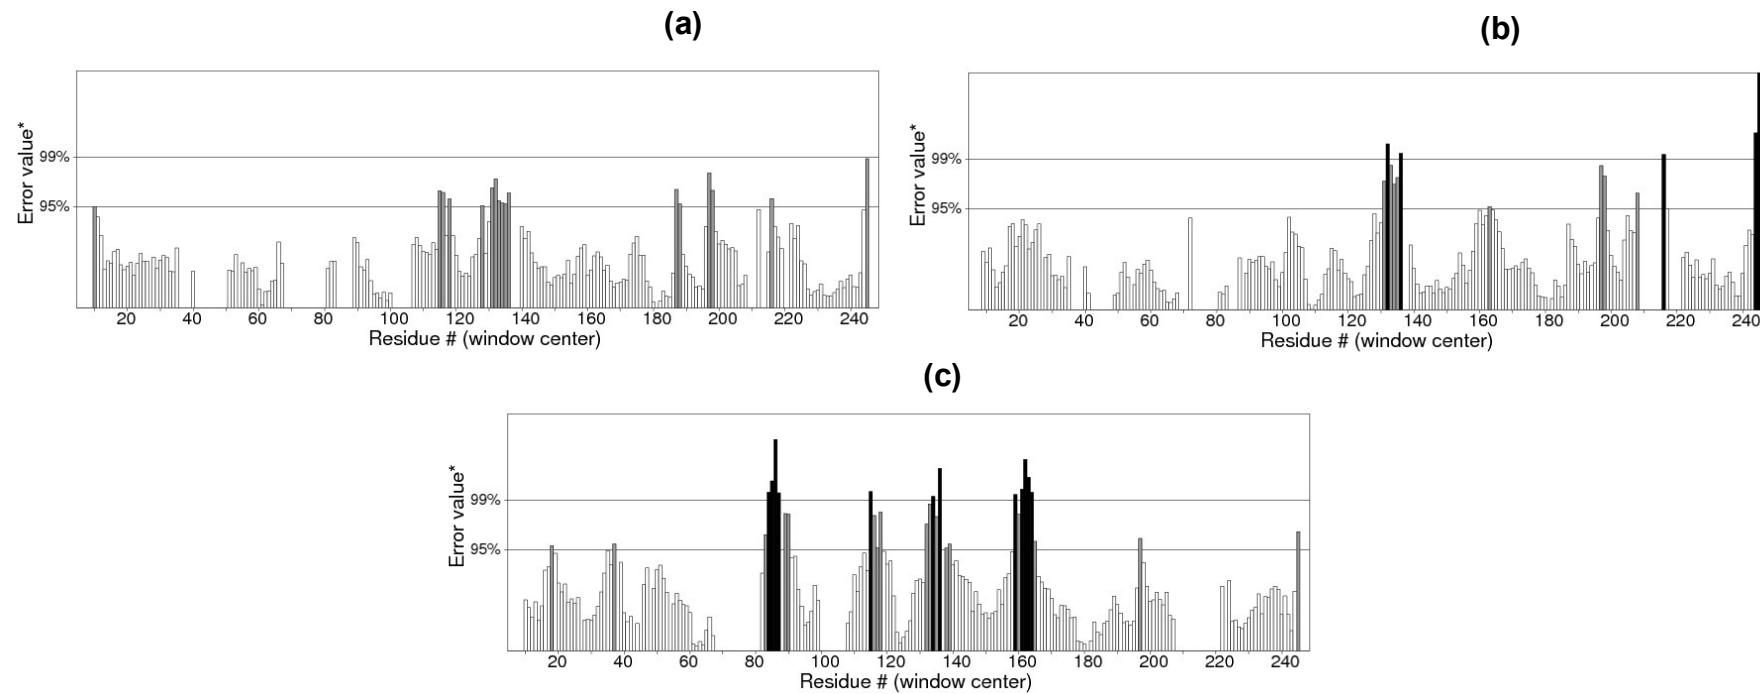 (a)
99%
95%
Error value*
20 40 60 80 100 120 140 160 180 200 220 240
Residue # (window center)
(b)
99%
95%
Error value*
20 40 60 80 100 120 140 160 180 200 220 240
Residue # (window center)
(c)
99%
95%
Error value*
20 40 60 80 100 120 140 160 180 200 220 240
Residue # (window center)